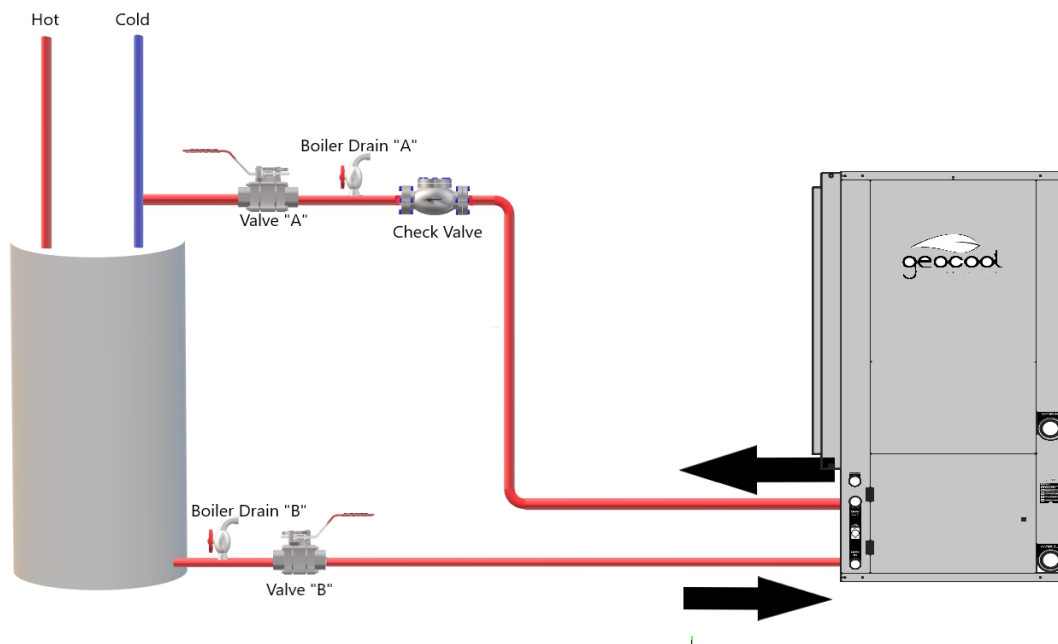 Hot
Cold
Boiler Drain "A"
Valve "A"
Check Valve
geocool
Boiler Drain "B"
Valve "B"